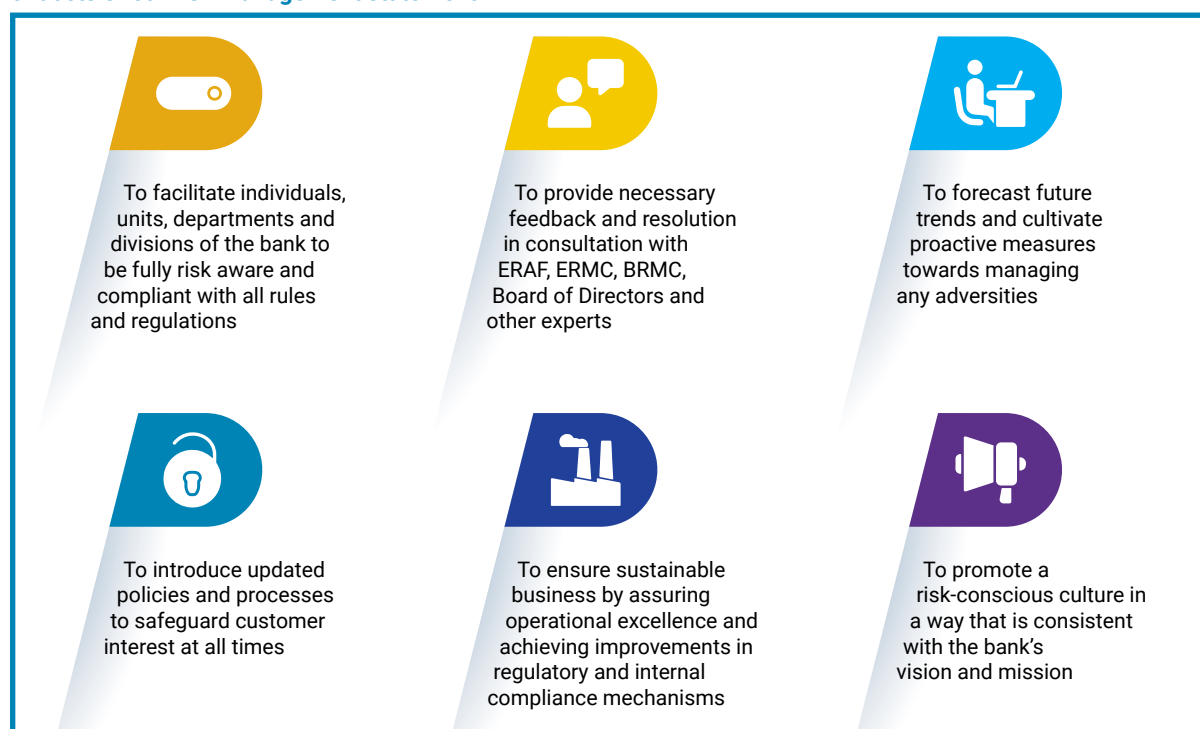 To facilitate individuals,
units, departments and
divisions of the bank to
be fully risk aware and
compliant with all rules
and regulations
To provide necessary
feedback and resolution
in consultation with
ERAF, ERMC, BRMC,
Board of Directors and
other experts
To forecast future
trends and cultivate
proactive measures
towards managing
any adversities
To introduce updated
policies and processes
to safeguard customer
interest at all times
To ensure sustainable
business by assuring
operational excellence and
achieving improvements in
regulatory and internal
compliance mechanisms
To promote a
risk-conscious culture in
a way that is consistent
with the bank's
vision and mission